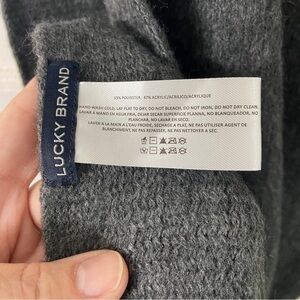 LUCKY BRAND
53% POLYESTER, 47% ACRYLIC/ACRILICO/ACRYLIQUE
HAND WASH COLD, LAY FLAT TO DRY, DO NOT BLEACH, DO NOT IRON, DO NOT DRY CLEAN,
LAVAR A MANO EN AGUA FRIA, DEJAR SECAR SUPERFICIE PLANNA, NO BLANQUEADOR, NO
PLANCHAR, NO LAVAR EN SECO.
LAVER A LA MAIN A L'EAU FROIDE, SECHAGE A PLAT, NE PAS UTILISER AGENT DE
BLANCHIMENT, NE PAS REPASSER, NE PAS NETTOYER A SEC.